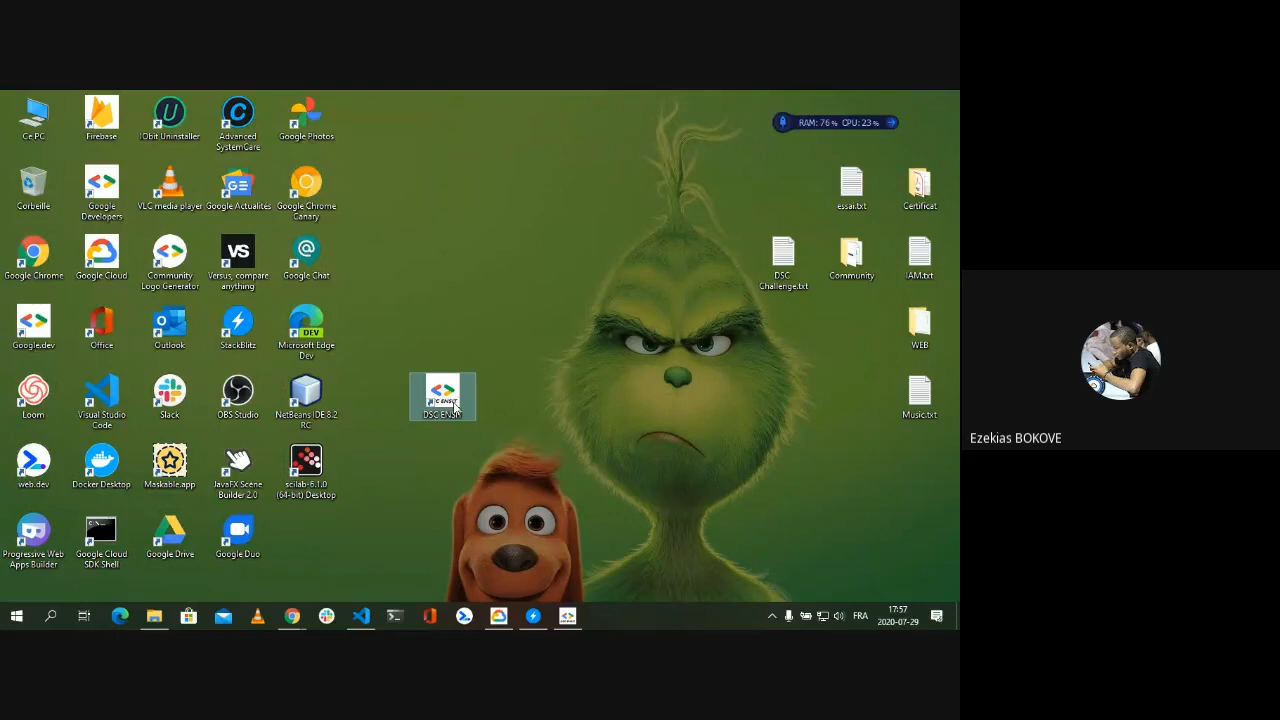 RAM: 76% CPU: 23%
Ce PC
Firebase
IObit Uninstaller
Advanced
SystemCare
Google Photos
Corbeille
Google
Developers
VLC media player
Google Actualites
Google Chrome
Canary
essai.txt
Certificat
Google Chrome
Google Cloud
Community
Logo Generator
VS
Versus, compare
anything
Google Chat
DSC
Challenge.txt
Community
IAM.txt
Google.dev
Office
Outlook
StackBlitz
DEV
Microsoft Edge
Dev
WEB
Loom
Visual Studio
Code
Slack
OBS Studio
NetBeans IDE 8.2
RC
DSC ENSIT
Music.txt
Ezekias BOKOVE
web.dev
Docker Desktop
Maskable.app
JavaFX Scene
Builder 2.0
scilab-6.1.0
(64-bit) Desktop
Progressive Web
Apps Builder
Google Cloud
SDK Shell
Google Drive
Google Duo
FRA
17:57
2020-07-29